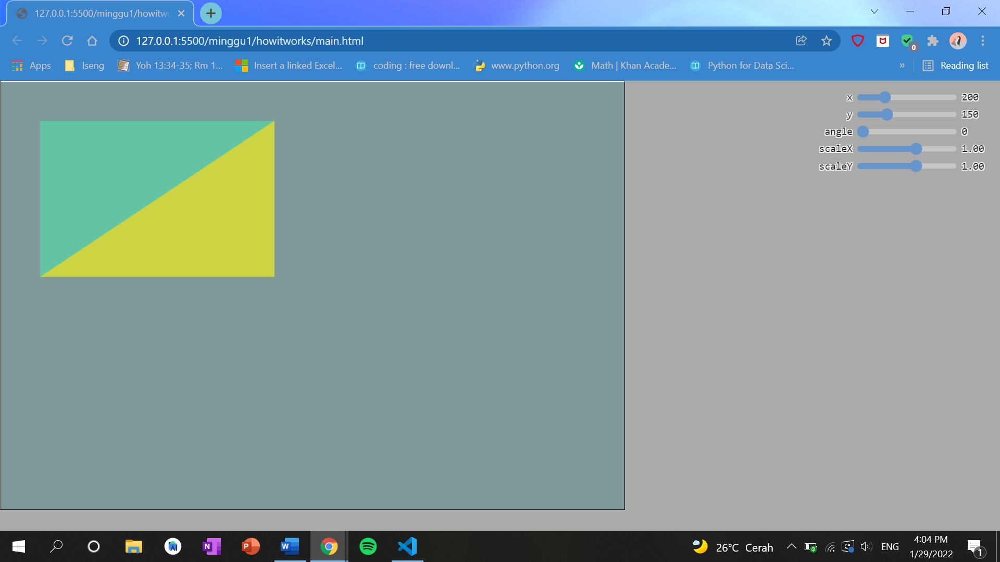 127.0.0.1:5500/minggu1/howitwo
127.0.0.1:5500/minggu1/howitworks/main.html
0
Apps Iseng Yoh 13:34-35; Rm 1... Insert a linked Excel... coding : free downl... www.python.org Math | Khan Acade... Python for Data Sci... » Reading list
x 200
y 150
angle 0
scaleX 1.00
scaleY 1.00
AI N P W 26°C Cerah ENG
4:04 PM
1/29/2022
1